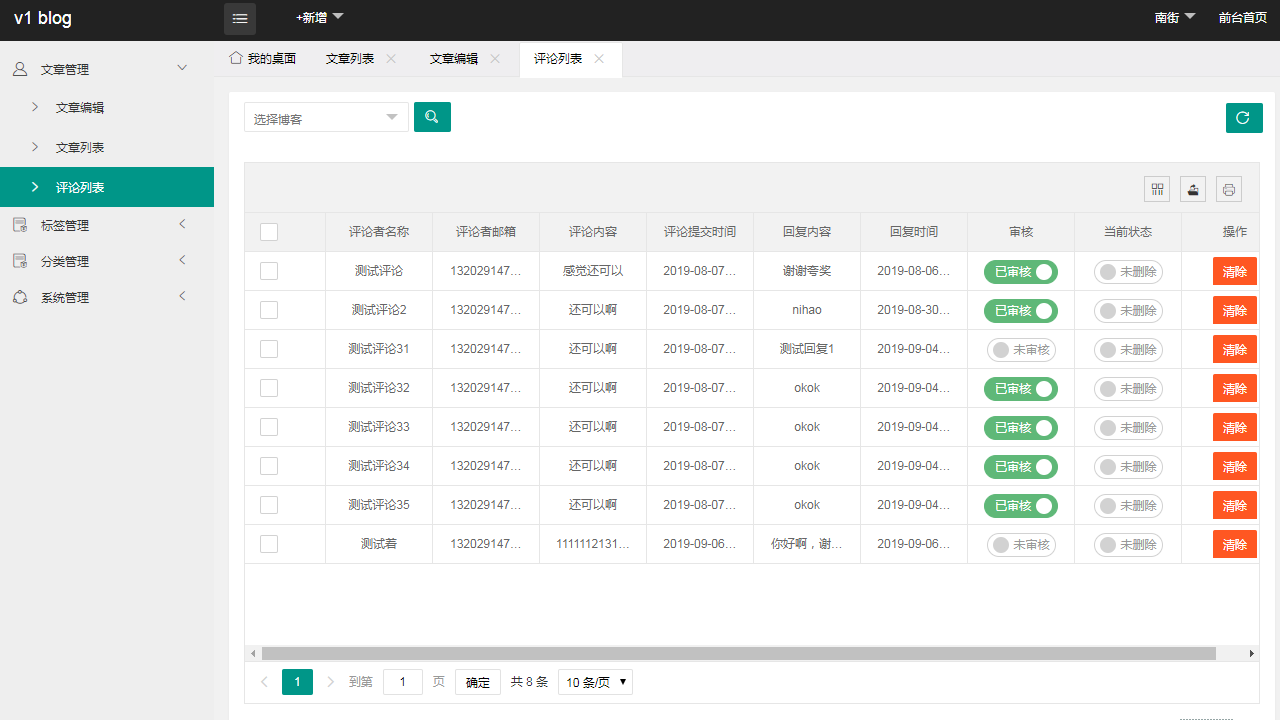 v1 blog
+新增
南街
前台首页
文章管理
文章编辑
文章列表
评论列表
标签管理
分类管理
系统管理
我的桌面
文章列表
文章编辑
评论列表
选择博客
评论者名称 评论者邮箱 评论内容 评论提交时间 回复内容 回复时间 审核 当前状态 操作
测试评论 132029147... 感觉还可以 2019-08-07... 谢谢夸奖 2019-08-06... 已审核 未删除 清除
测试评论2 132029147... 还可以啊 2019-08-07... nihao 2019-08-30... 已审核 未删除 清除
测试评论31 132029147... 还可以啊 2019-08-07... 测试回复1 2019-09-04... 未审核 未删除 清除
测试评论32 132029147... 还可以啊 2019-08-07... okok 2019-09-04... 已审核 未删除 清除
测试评论33 132029147... 还可以啊 2019-08-07... okok 2019-09-04... 已审核 未删除 清除
测试评论34 132029147... 还可以啊 2019-08-07... okok 2019-09-04... 已审核 未删除 清除
测试评论35 132029147... 还可以啊 2019-08-07... okok 2019-09-04... 已审核 未删除 清除
测试着 132029147... 1111112131... 2019-09-06... 你好啊，谢... 2019-09-06... 未审核 未删除 清除
1 到第 1 页 确定 共 8 条 10 条/页